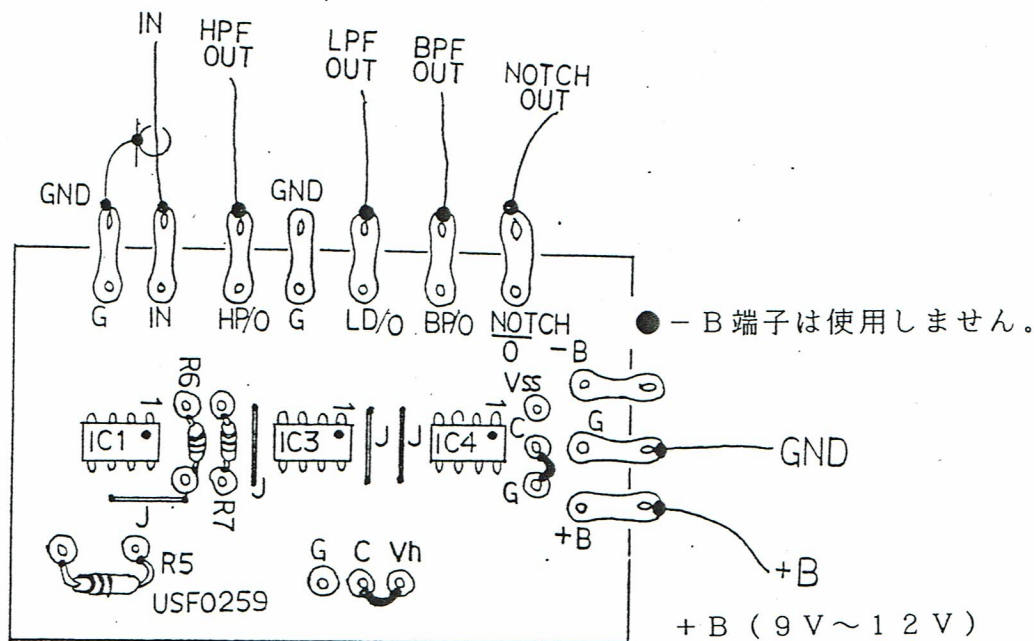 IN
HPF
OUT
LPF
OUT
BPF
OUT
NOTCH
OUT
GND
GND
G
IN
HP/O
G
LD/O
BP/O
NOTCH
O
-B
●-B端子は使用しません。
R6
Vss
1
IC1
1
IC3
J
J
1
IC4
C
G
GND
J
G
R7
J
+B
R5
USF0259
G
C
Vh
+B
+B(9V~12V)